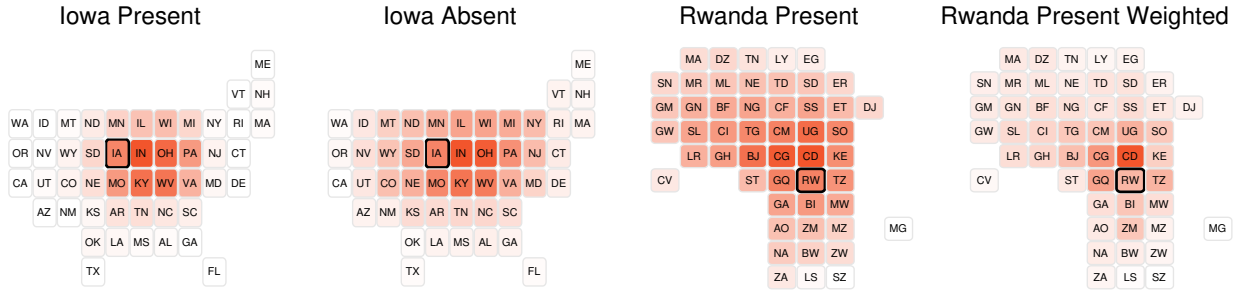 Iowa Present
ME
VT NH
WA ID MT ND MN IL WI MI NY RI MA
OR NV WY SD IA IN OH PA NJ CT
CA UT CO NE MO KY WV VA MD DE
AZ NM KS AR TN NC SC
OK LA MS AL GA
TX FL
Iowa Absent
ME
VT NH
WA ID MT ND MN IL WI MI NY RI MA
OR NV WY SD IA IN OH PA NJ CT
CA UT CO NE MO KY WV VA MD DE
AZ NM KS AR TN NC SC
OK LA MS AL GA
TX FL
Rwanda Present
MA DZ TN LY EG
SN MR ML NE TD SD ER
GM GN BF NG CF SS ET DJ
GW SL CI TG CM UG SO
LR GH BJ CG CD KE
CV ST GQ RW TZ
GA BI MW
AO ZM MZ MG
NA BW ZW
ZA LS SZ
Rwanda Present Weighted
MA DZ TN LY EG
SN MR ML NE TD SD ER
GM GN BF NG CF SS ET DJ
GW SL CI TG CM UG SO
LR GH BJ CG CD KE
CV ST GQ RW TZ
GA BI MW
AO ZM MZ MG
NA BW ZW
ZA LS SZ